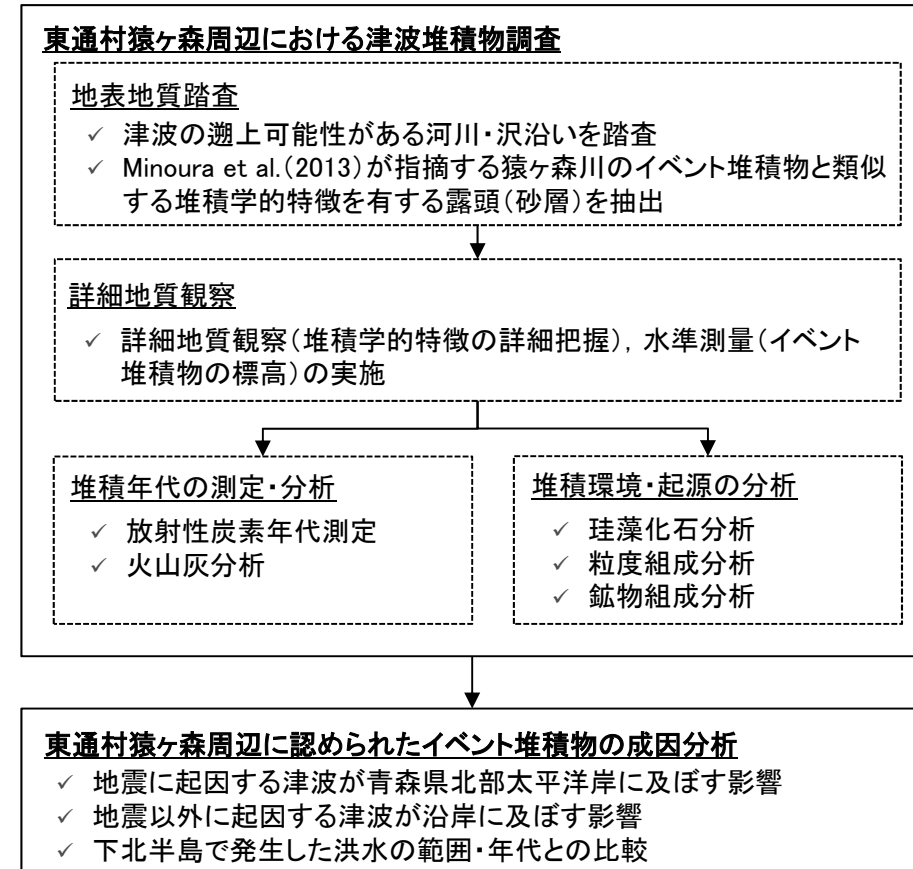 東通村猿ヶ森周辺における津波堆積物調査
地表地質踏査
✓ 津波の遡上可能性がある河川・沢沿いを踏査
✓ Minoura et al.(2013)が指摘する猿ヶ森川のイベント堆積物と類似
する堆積学的特徴を有する露頭(砂層)を抽出
詳細地質観察
✓ 詳細地質観察(堆積学的特徴の詳細把握), 水準測量(イベント
堆積物の標高)の実施
堆積年代の測定・分析
✓ 放射性炭素年代測定
✓ 火山灰分析
堆積環境・起源の分析
✓ 珪藻化石分析
✓ 粒度組成分析
✓ 鉱物組成分析
東通村猿ヶ森周辺に認められたイベント堆積物の成因分析
✓ 地震に起因する津波が青森県北部太平洋岸に及ぼす影響
✓ 地震以外に起因する津波が沿岸に及ぼす影響
✓ 下北半島で発生した洪水の範囲・年代との比較